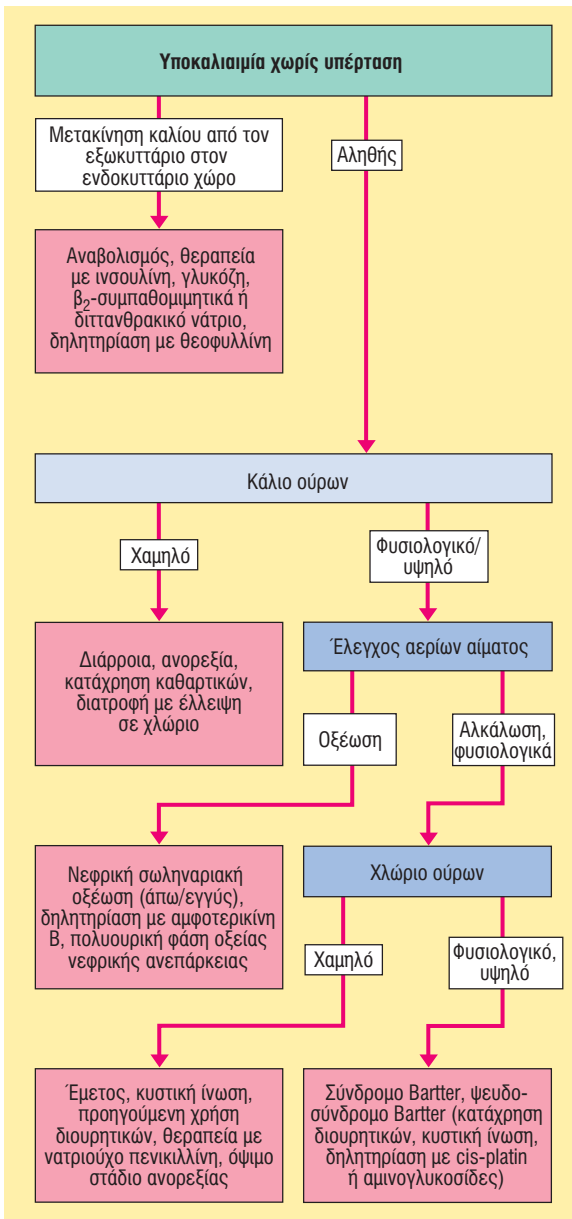 Υποκαλιαιμία χωρίς υπέρταση
Μετακίνηση καλίου από τον
εξωκυττάριο στον
ενδοκυττάριο χώρο
Αληθής
Αναβολισμός, θεραπεία
με ινσουλίνη, γλυκόζη,
β2-συμπαθομιμητικά ή
διττανθρακικό νάτριο,
δηλητηρίαση με θεοφυλλίνη
Κάλιο ούρων
Χαμηλό
Φυσιολογικό/
υψηλό
Διάρροια, ανορεξία,
κατάχρηση καθαρτικών,
διατροφή με έλλειψη
σε χλώριο
Έλεγχος αερίων αίματος
Οξέωση
Αλκάλωση,
φυσιολογικά
Νεφρική σωληναριακή
οξέωση (άπω/εγγύς),
δηλητηρίαση με αμφοτερικίνη
Β, πολυουρική φάση οξείας
νεφρικής ανεπάρκειας
Χλώριο ούρων
Χαμηλό
Φυσιολογικό,
υψηλό
Έμετος, κυστική ίνωση,
προηγούμενη χρήση
διουρητικών, θεραπεία με
νατριούχο πενικιλλίνη, όψιμο
στάδιο ανορεξίας
Σύνδρομο Bartter, ψευδο-
σύνδρομο Bartter (κατάχρηση
διουρητικών, κυστική ίνωση,
δηλητηρίαση με cis-platin
ή αμινογλυκοσίδες)